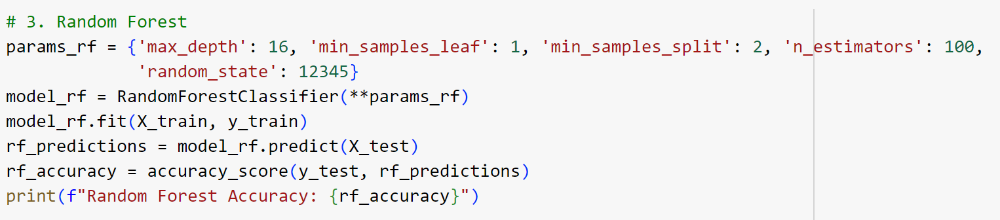 # 3. Random Forest
params_rf = {'max_depth': 16, 'min_samples_leaf': 1, 'min_samples_split': 2, 'n_estimators': 100,
             'random_state': 12345}
model_rf = RandomForestClassifier(**params_rf)
model_rf.fit(X_train, y_train)
rf_predictions = model_rf.predict(X_test)
rf_accuracy = accuracy_score(y_test, rf_predictions)
print(f"Random Forest Accuracy: {rf_accuracy}")